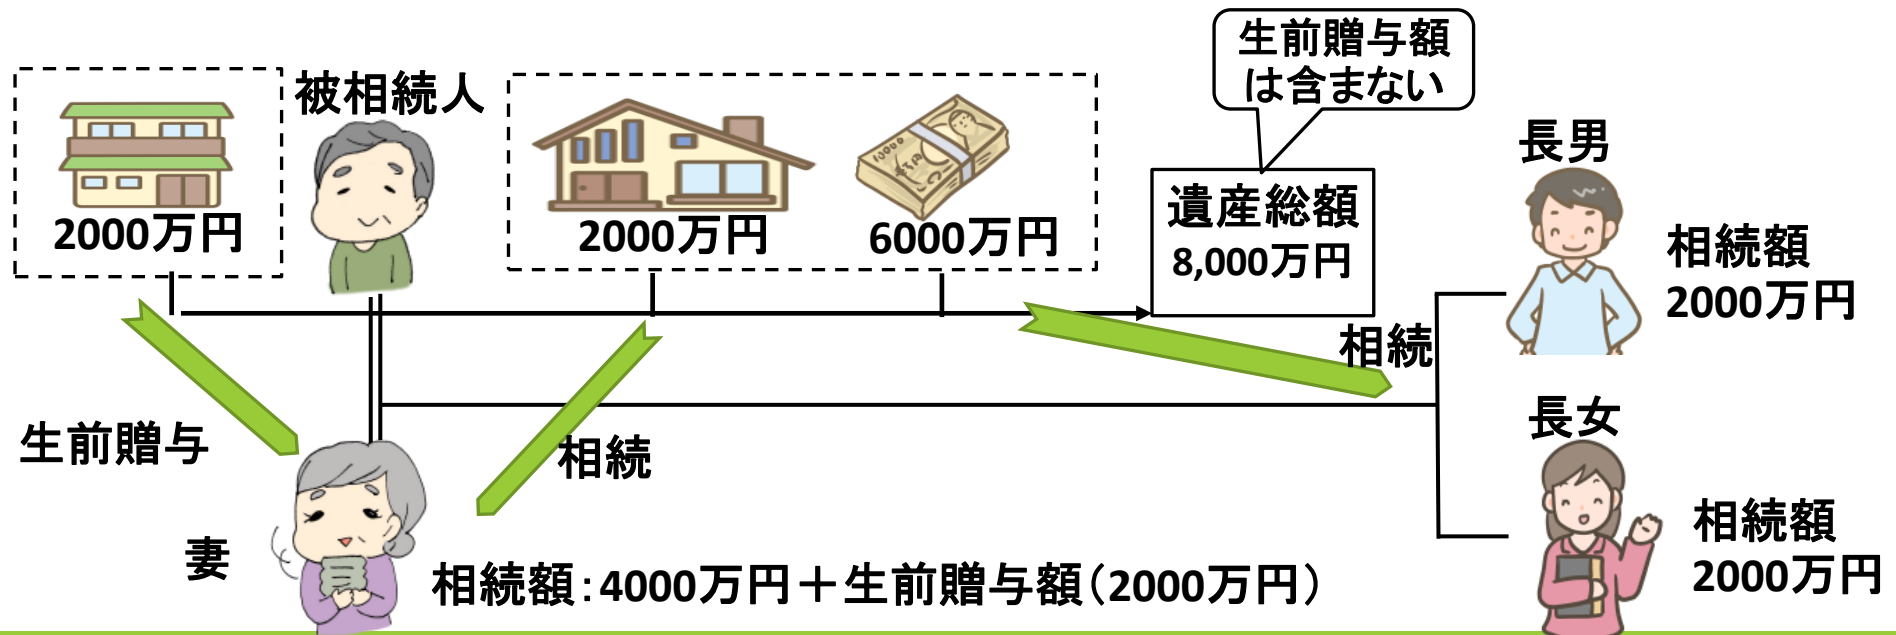 生前贈与額
は含まない
被相続人
2000万円
2000万円
6000万円
遺産総額
8,000万円
長男
相続額
2000万円
相続
生前贈与
相続
長女
相続額
2000万円
妻
相続額：4000万円＋生前贈与額（2000万円）